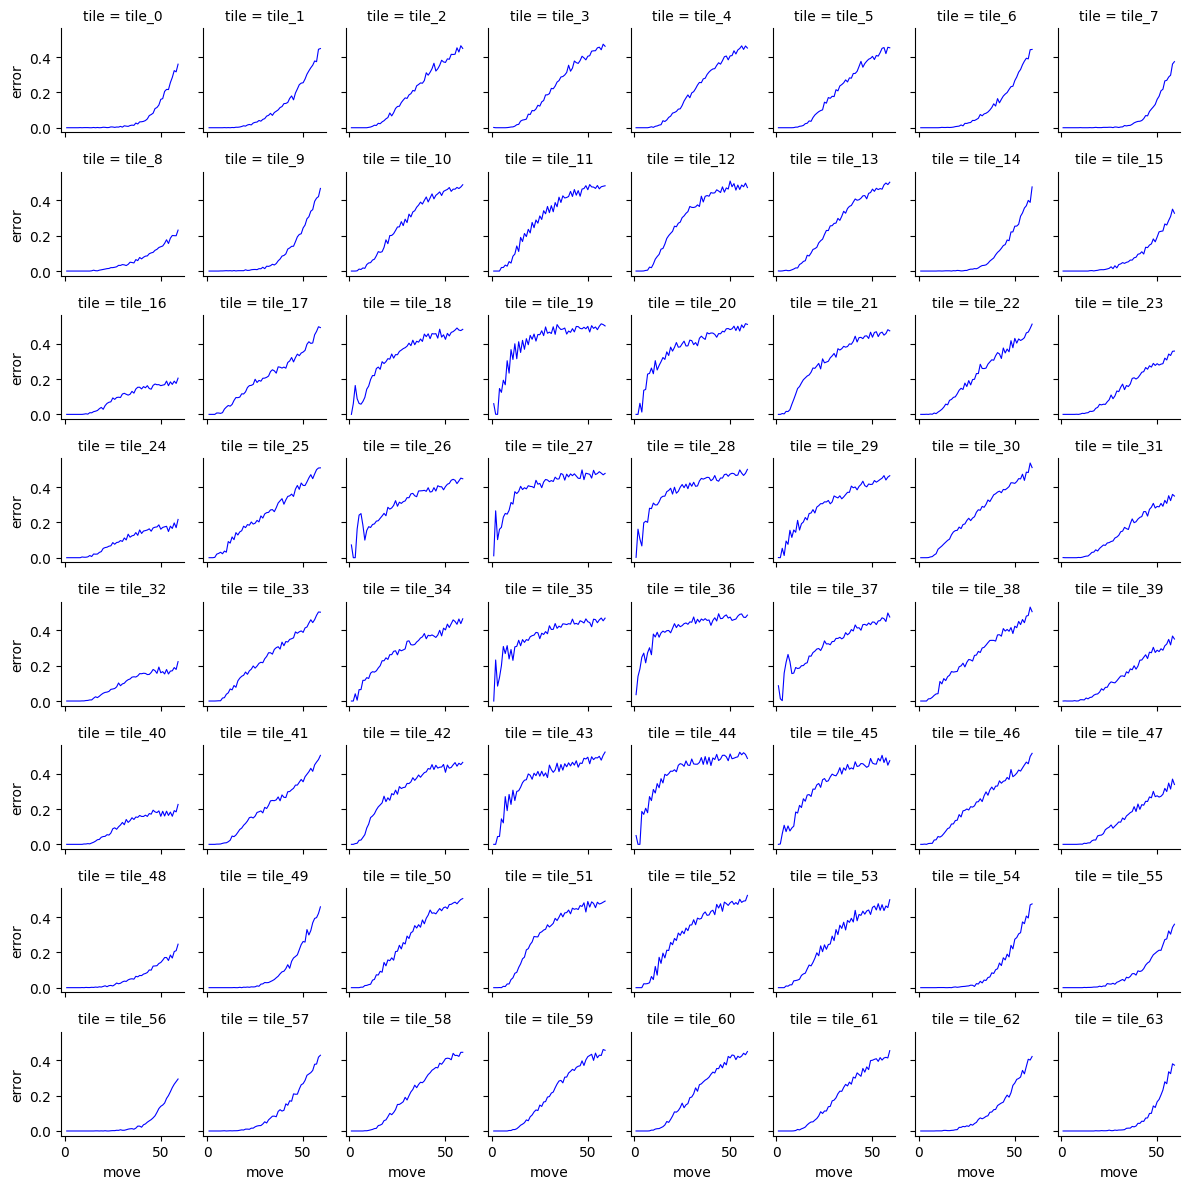 tile = tile_0 tile = tile_1 tile = tile_2 tile = tile_3 tile = tile_4 tile = tile_5 tile = tile_6 tile = tile_7
0.4
error
0.2
0.0
tile = tile_8 tile = tile_9 tile = tile_10 tile = tile_11 tile = tile_12 tile = tile_13 tile = tile_14 tile = tile_15
0.4
error
0.2
0.0
tile = tile_16 tile = tile_17 tile = tile_18 tile = tile_19 tile = tile_20 tile = tile_21 tile = tile_22 tile = tile_23
0.4
error
0.2
0.0
tile = tile_24 tile = tile_25 tile = tile_26 tile = tile_27 tile = tile_28 tile = tile_29 tile = tile_30 tile = tile_31
0.4
error
0.2
0.0
tile = tile_32 tile = tile_33 tile = tile_34 tile = tile_35 tile = tile_36 tile = tile_37 tile = tile_38 tile = tile_39
0.4
error
0.2
0.0
tile = tile_40 tile = tile_41 tile = tile_42 tile = tile_43 tile = tile_44 tile = tile_45 tile = tile_46 tile = tile_47
0.4
error
0.2
0.0
tile = tile_48 tile = tile_49 tile = tile_50 tile = tile_51 tile = tile_52 tile = tile_53 tile = tile_54 tile = tile_55
0.4
error
0.2
0.0
tile = tile_56 tile = tile_57 tile = tile_58 tile = tile_59 tile = tile_60 tile = tile_61 tile = tile_62 tile = tile_63
0.4
error
0.2
0.0
0 50 0 50 0 50 0 50 0 50 0 50 0 50 0 50
move move move move move move move move